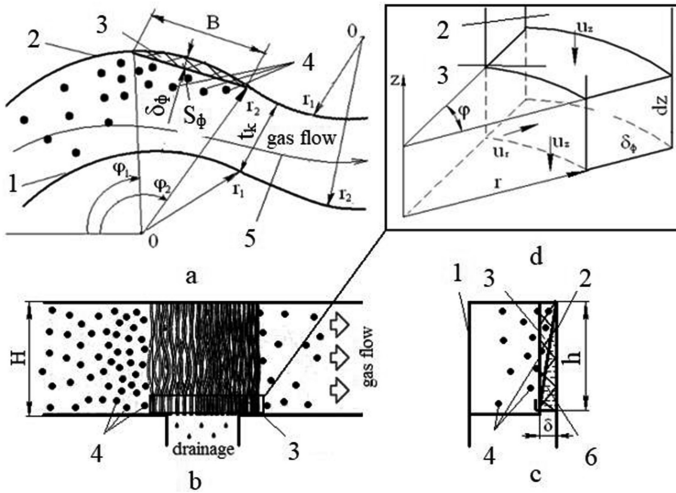 2
3
B
4
δф
Sф
r₂
r₁
0
tₖ
gas flow
1
φ₁
φ₂
0
r₁
5
r₂
a
2
uz
3
z
φ
dz
ur
uz
δф
r
d
H
gas flow
drainage
4
3
b
1
3
2
h
δ
4
6
c